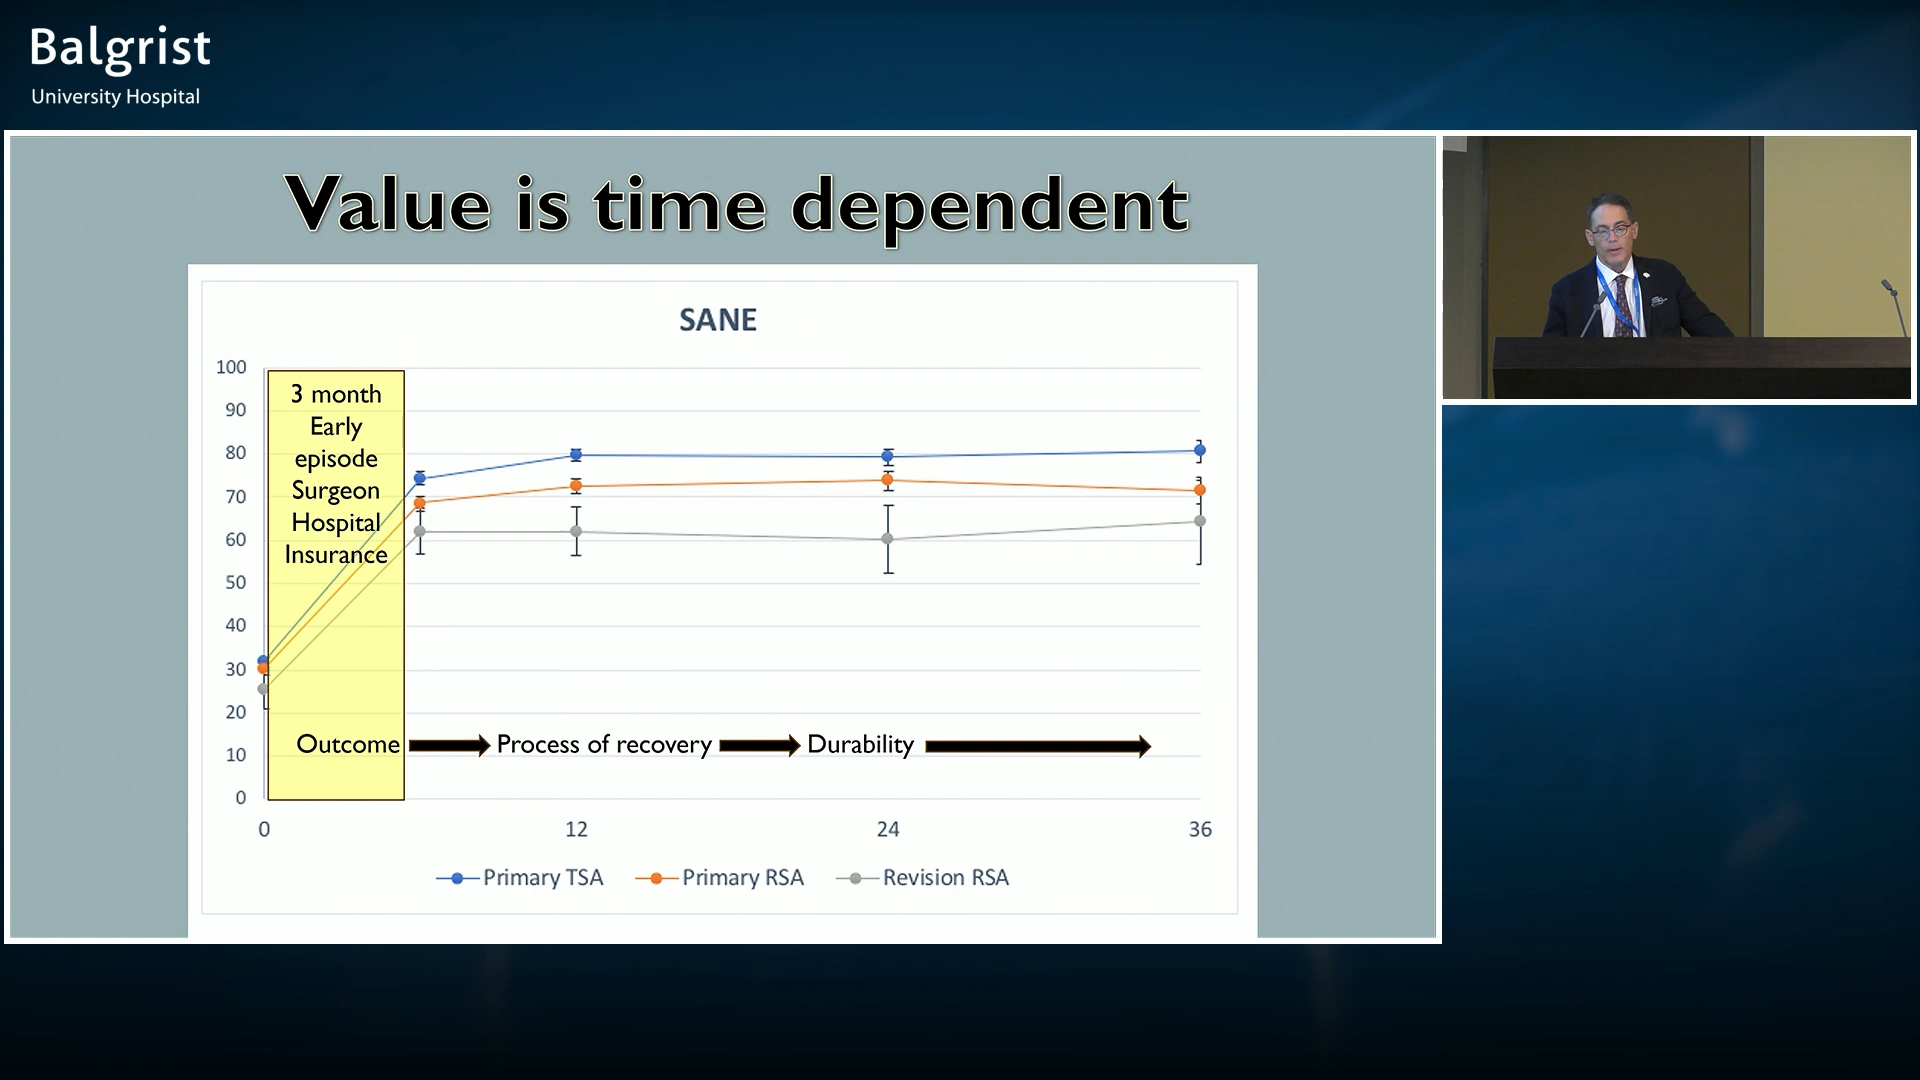 Balgrist
University Hospital
Value is time dependent
SANE
100
90
80
70
60
50
40
30
20
10
0
3 month
Early
episode
Surgeon
Hospital
Insurance
Outcome
Process of recovery
Durability
0
12
24
36
Primary TSA
Primary RSA
Revision RSA